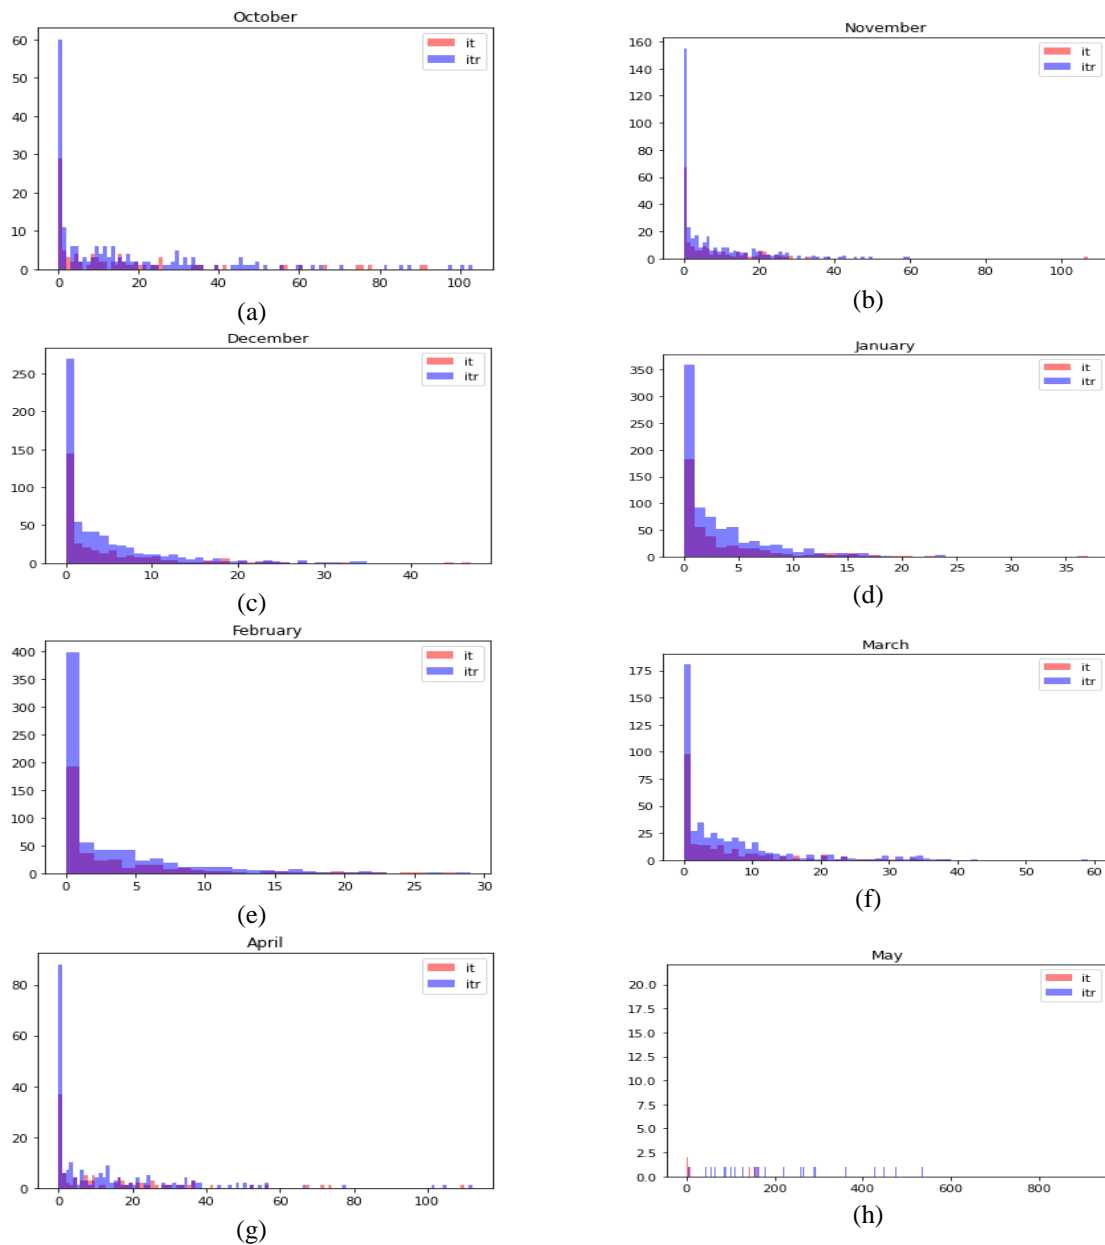 October
60
50
40
30
20
10
0
0 20 40 60 80 100
it
itr
(a)
November
160
140
120
100
80
60
40
20
0
0 20 40 60 80 100
it
itr
(b)
December
250
200
150
100
50
0
0 10 20 30 40
it
itr
(c)
January
350
300
250
200
150
100
50
0
0 5 10 15 20 25 30 35
it
itr
(d)
February
400
350
300
250
200
150
100
50
0
0 5 10 15 20 25 30
it
itr
(e)
March
175
150
125
100
75
50
25
0
0 10 20 30 40 50 60
it
itr
(f)
April
80
60
40
20
0
0 20 40 60 80 100
it
itr
(g)
May
20.0
17.5
15.0
12.5
10.0
7.5
5.0
2.5
0.0
0 200 400 600 800
it
itr
(h)